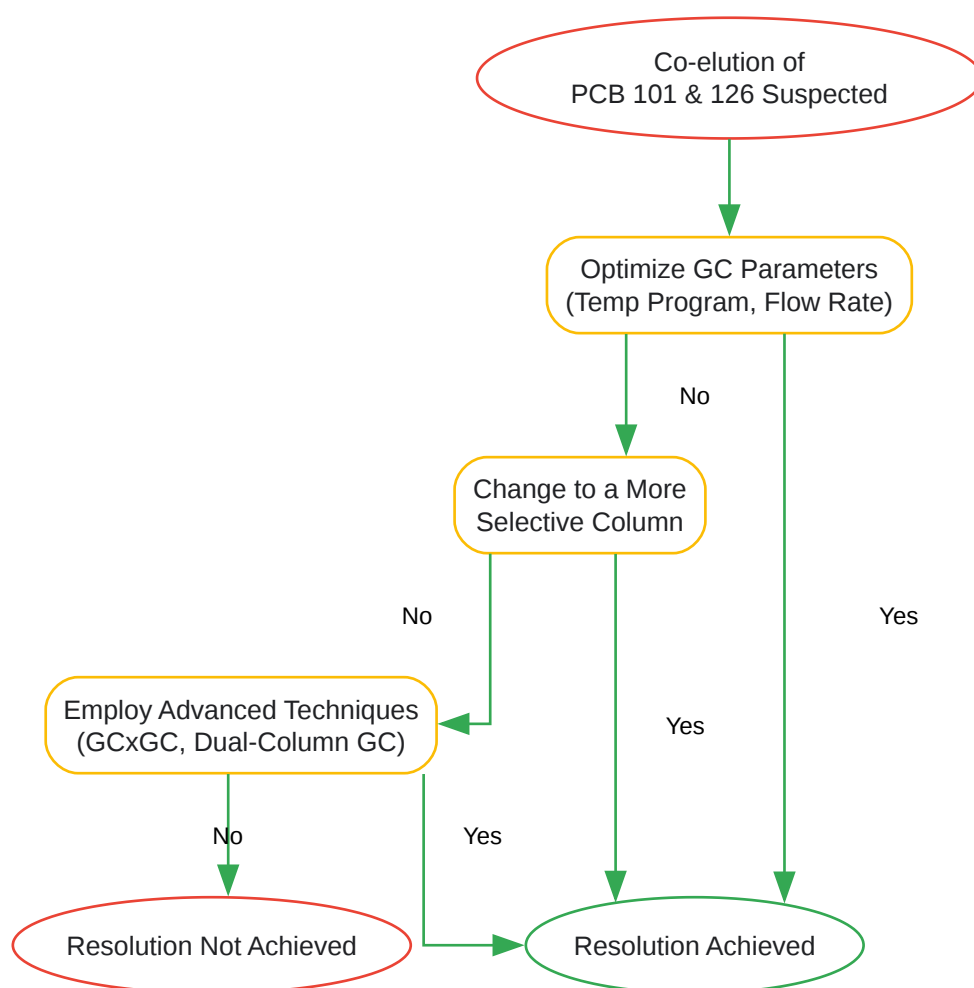 Co-elution of
PCB 101 & 126 Suspected
Optimize GC Parameters
(Temp Program, Flow Rate)
No
Change to a More
Selective Column
No
Yes
Employ Advanced Techniques
(GCxGC, Dual-Column GC)
Yes
No
Yes
Resolution Not Achieved
Resolution Achieved